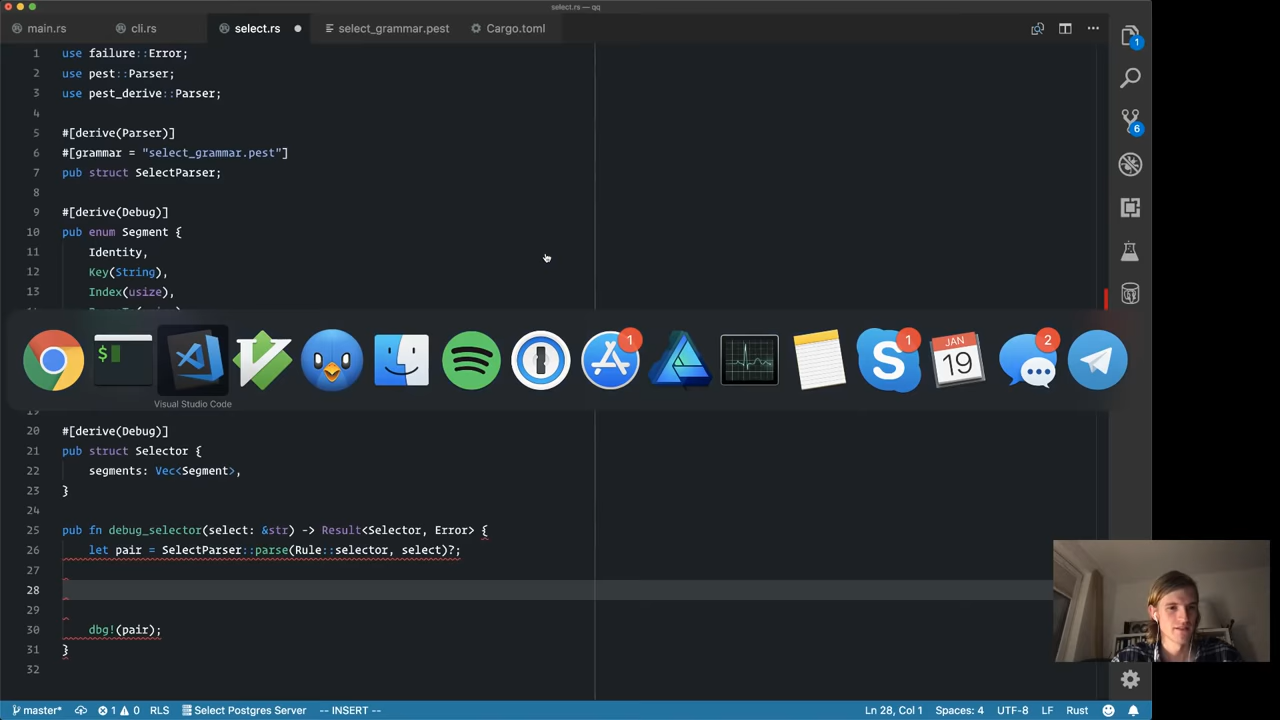 select.rs — qq
main.rs
cli.rs
select.rs
select_grammar.pest
Cargo.toml
1 use failure::Error;
2 use pest::Parser;
3 use pest_derive::Parser;
4
5 #[derive(Parser)]
6 #[grammar = "select_grammar.pest"]
7 pub struct SelectParser;
8
9 #[derive(Debug)]
10 pub enum Segment {
11 Identity,
12 Key(String),
13 Index(usize),
1
6
1
JAN
19
1
2
$
Visual Studio Code
20 #[derive(Debug)]
21 pub struct Selector {
22 segments: Vec<Segment>,
23 }
24
25 pub fn debug_selector(select: &str) -> Result<Selector, Error> {
26 let pair = SelectParser::parse(Rule::selector, select)?;
27
28
29
30 dbg!(pair);
31 }
32
master* 1 0 RLS Select Postgres Server -- INSERT -- Ln 28, Col 1 Spaces: 4 UTF-8 LF Rust